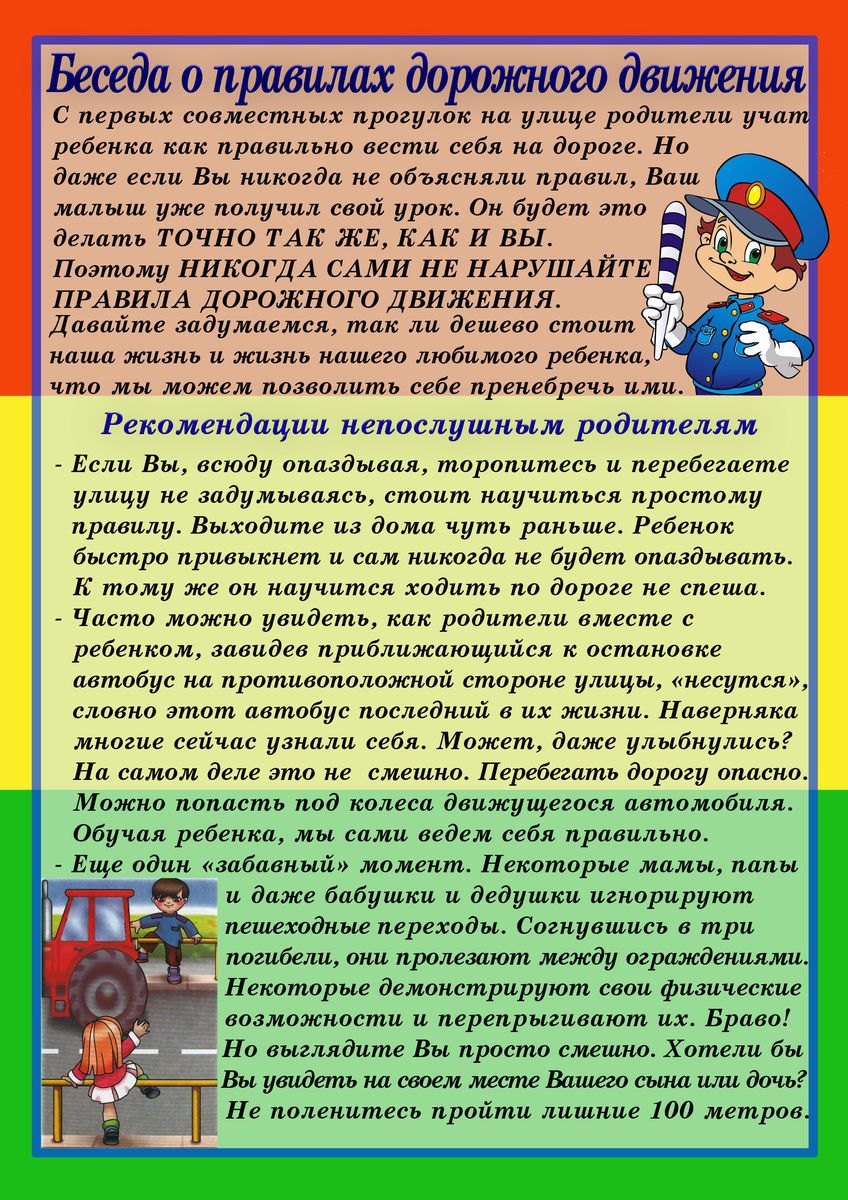 Беседа о правилах дорожного движения
С первых совместных прогулок на улице родители учат
ребенка как правильно вести себя на дороге. Но
даже если Вы никогда не объясняли правил, Ваш
малыш уже получил свой урок. Он будет это
делать ТОЧНО ТАК ЖЕ, КАК И ВЫ.
Поэтому НИКОГДА САМИ НЕ НАРУШАЙТЕ
ПРАВИЛА ДОРОЖНОГО ДВИЖЕНИЯ.
Давайте задумаемся, так ли дешево стоит
наша жизнь и жизнь нашего любимого ребенка,
что мы можем позволить себе пренебречь ими.
Рекомендации непослушным родителям
- Если Вы, всюду опаздывая, торопитесь и перебегаете
улицу не задумываясь, стоит научиться простому
правилу. Выходите из дома чуть раньше. Ребенок
быстро привыкнет и сам никогда не будет опаздывать.
К тому же он научится ходить по дороге не спеша.
- Часто можно увидеть, как родители вместе с
ребенком, завидев приближающийся к остановке
автобус на противоположной стороне улицы, «несутся»,
словно этот автобус последний в их жизни. Наверняка
многие сейчас узнали себя. Может, даже улыбнулись?
На самом деле это не смешно. Перебегать дорогу опасно.
Можно попасть под колеса движущегося автомобиля.
Обучая ребенка, мы сами ведем себя правильно.
- Еще один «забавный» момент. Некоторые мамы, папы
и даже бабушки и дедушки игнорируют
пешеходные переходы. Согнувшись в три
погибели, они пролезают между ограждениями.
Некоторые демонстрируют свои физические
возможности и перепрыгивают их. Браво!
Но выглядите Вы просто смешно. Хотели бы
Вы увидеть на своем месте Вашего сына или дочь?
Не поленитесь пройти лишние 100 метров.